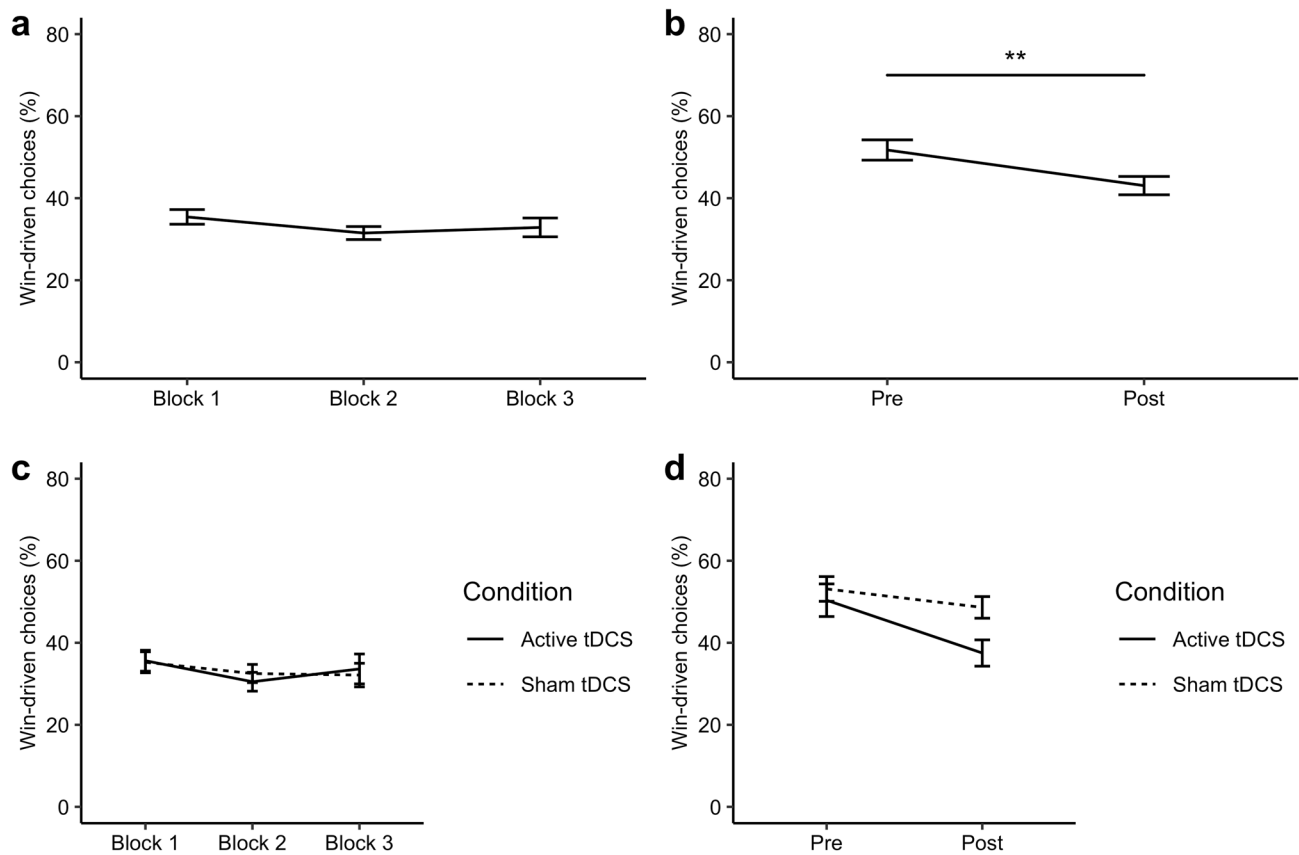 a
Win-driven choices (%)
80
60
40
20
0
Block 1 Block 2 Block 3
b
Win-driven choices (%)
80
60
40
20
0
**
Pre Post
c
Win-driven choices (%)
80
60
40
20
0
Block 1 Block 2 Block 3
Condition
Active tDCS
Sham tDCS
d
Win-driven choices (%)
80
60
40
20
0
Pre Post
Condition
Active tDCS
Sham tDCS